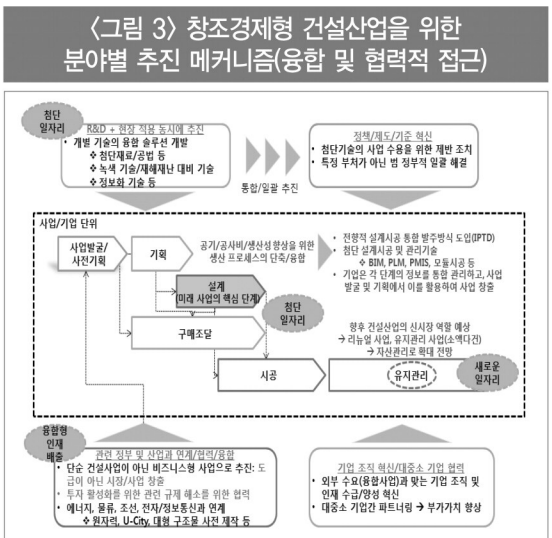 〈그림 3〉 창조경제형 건설산업을 위한
분야별 추진 메커니즘(융합 및 협력적 접근)
첨단
일자리
R&D + 현장 적용 동시에 추진
• 개별 기술의 융합 솔루션 개발
❖ 첨단재료/공법 등
❖ 녹색 기술/재해재난 대비 기술
❖ 정보화 기술 등
통합/일괄 추진
정책/제도/기준 혁신
• 첨단기술의 사업 수용을 위한 제반 조치
• 특정 부처가 아닌 범 정부적 일괄 해결
사업/기업 단위
사업발굴/
사전기획
기획
공기/공사비/생산성향상을 위한
생산 프로세스의 단축/융합
• 전향적 설계시공 통합 발주방식 도입(IPTD)
• 첨단 설계시공 및 관리기술
❖ BIM, PLM, PMIS, 모듈시공 등
• 기업은 각 단계의 정보를 통합 관리하고, 사업
발굴 및 기획에서 이를 활용하여 사업 창출
설계
(미래 사업의 핵심 단계)
첨단
일자리
구매조달
향후 건설산업의 신시장 역할 예상
→ 리뉴얼 사업, 유지관리 사업(소액다건)
→ 자산관리로 확대 전망
시공
유지관리
새로운
일자리
융합형
인재
배출
관련 정부 및 산업과 연계/협력/융합
• 단순 건설사업이 아닌 비즈니스형 사업으로 추진: 도
급이 아닌 시장/사업 창출
• 투자 활성화를 위한 관련 규제 해소를 위한 협력
• 에너지, 물류, 조선, 전자/정보통신과 연계
❖ 원자력, U-City, 대형 구조물 사전 제작 등
기업 조직 혁신/대중소 기업 협력
• 외부 수요(융합사업)과 맞는 기업 조직 및
인재 수급/양성 혁신
• 대중소 기업간 파트너링 → 부가가치 향상